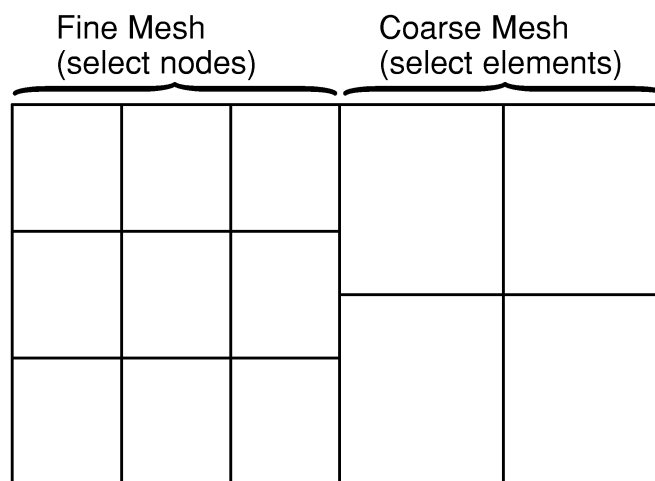 Fine Mesh
(select nodes)
Coarse Mesh
(select elements)